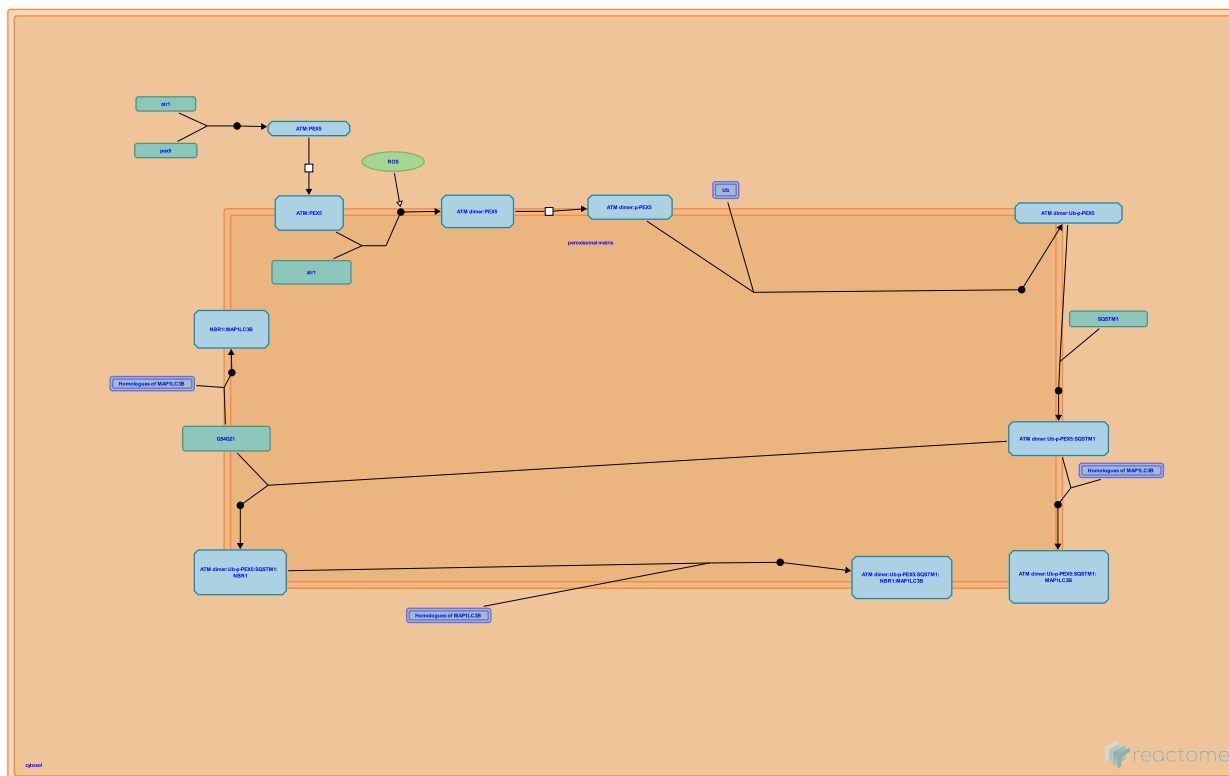 atr1
ATM:PEX5
pex5
ROS
Ub
ATM:PEX5
ATM dimer:PEX5
ATM dimer:p-PEX5
ATM dimer:Ub-p-PEX5
peroxisomal matrix
atr1
SQSTM1
NBR1:MAP1LC3B
Homologues of MAP1LC3B
Q54Q21
ATM dimer:Ub-p-PEX5:SQSTM1
Homologues of MAP1LC3B
ATM dimer:Ub-p-PEX5:SQSTM1:
NBR1
ATM dimer:Ub-p-PEX5:SQSTM1:
NBR1:MAP1LC3B
ATM dimer:Ub-p-PEX5:SQSTM1:
MAP1LC3B
Homologues of MAP1LC3B
cytosol
reactome